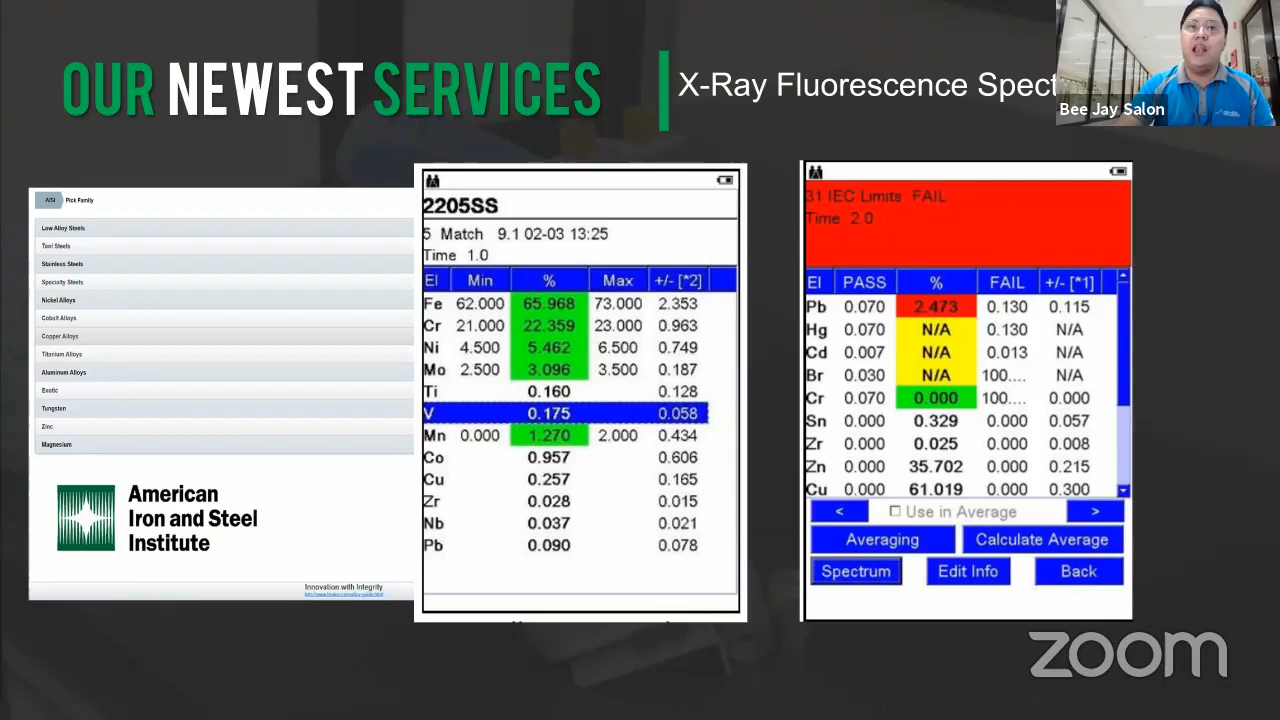 OUR NEWEST SERVICES
X-Ray Fluorescence Spect
Bee Jay Salon
AISI Pick Family
Low Alloy Steels
Tool Steels
Stainless Steels
Specialty Steels
Nickel Alloys
Cobalt Alloys
Copper Alloys
Titanium Alloys
Aluminum Alloys
Exotic
Tungsten
Zinc
Magnesium
American
Iron and Steel
Institute
Innovation with Integrity
2205SS
5 Match 9.1 02-03 13:25
Time 1.0
El Min % Max +/- [*2]
Fe 62.000 65.968 73.000 2.353
Cr 21.000 22.359 23.000 0.963
Ni 4.500 5.462 6.500 0.749
Mo 2.500 3.096 3.500 0.187
Ti 0.160 0.128
V 0.175 0.058
Mn 0.000 1.270 2.000 0.434
Co 0.957 0.606
Cu 0.257 0.165
Zr 0.028 0.015
Nb 0.037 0.021
Pb 0.090 0.078
31 IEC Limits FAIL
Time 2.0
El PASS % FAIL +/- [*1]
Pb 0.070 2.473 0.130 0.115
Hg 0.070 N/A 0.130 N/A
Cd 0.007 N/A 0.013 N/A
Br 0.030 N/A 100.... N/A
Cr 0.070 0.000 100.... 0.000
Sn 0.000 0.329 0.000 0.057
Zr 0.000 0.025 0.000 0.008
Zn 0.000 35.702 0.000 0.215
Cu 0.000 61.019 0.000 0.300
< Use in Average >
Averaging Calculate Average
Spectrum Edit Info Back
zoom